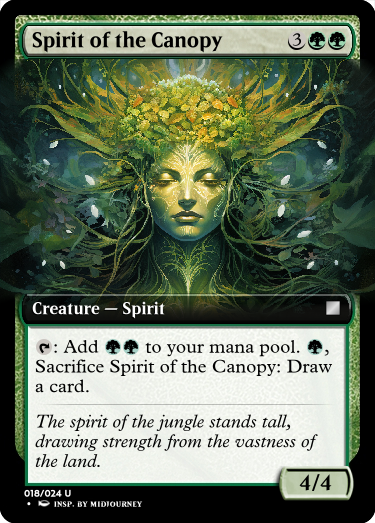 Spirit of the Canopy 3
Creature — Spirit
: Add to your mana pool. ,
Sacrifice Spirit of the Canopy: Draw
a card.
The spirit of the jungle stands tall,
drawing strength from the vastness of
the land.
4/4
018/024 U
• INSP. BY MIDJOURNEY